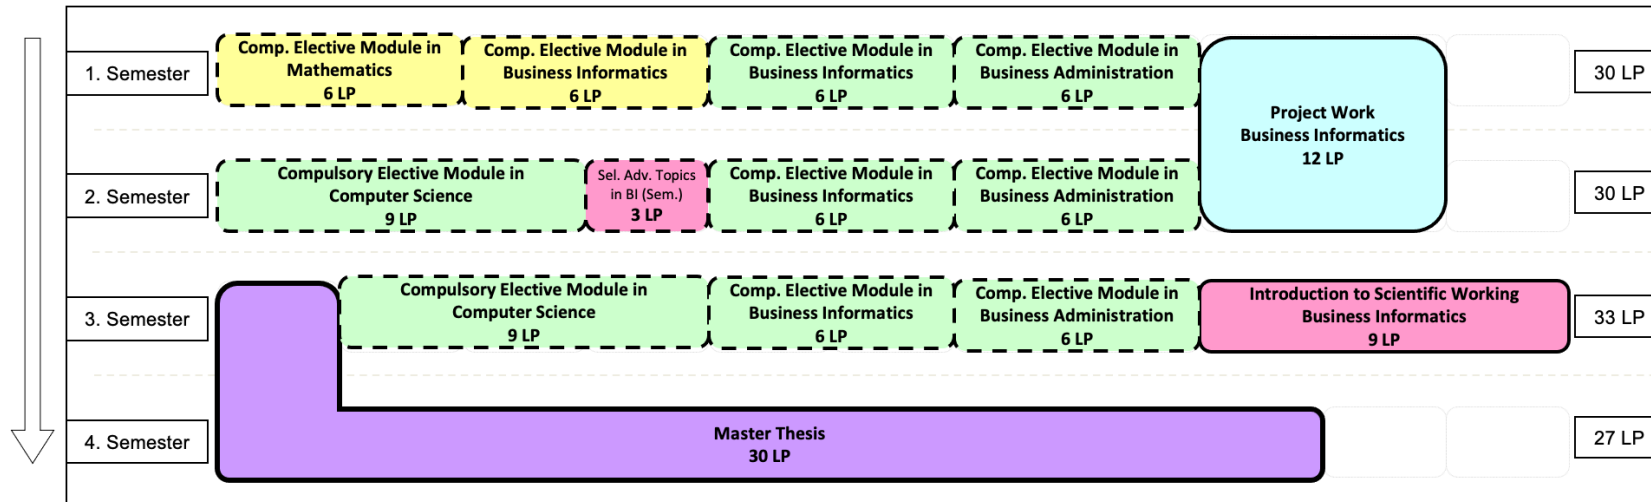 1. Semester
Comp. Elective Module in
Mathematics
6 LP
Comp. Elective Module in
Business Informatics
6 LP
Comp. Elective Module in
Business Informatics
6 LP
Comp. Elective Module in
Business Administration
6 LP
Project Work
Business Informatics
12 LP
30 LP
2. Semester
Compulsory Elective Module in
Computer Science
9 LP
Sel. Adv. Topics
in BI (Sem.)
3 LP
Comp. Elective Module in
Business Informatics
6 LP
Comp. Elective Module in
Business Administration
6 LP
30 LP
3. Semester
Compulsory Elective Module in
Computer Science
9 LP
Comp. Elective Module in
Business Informatics
6 LP
Comp. Elective Module in
Business Administration
6 LP
Introduction to Scientific Working
Business Informatics
9 LP
33 LP
4. Semester
Master Thesis
30 LP
27 LP